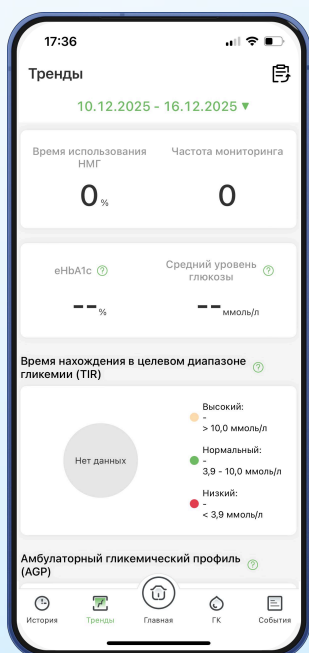 17:36
Тренды
10.12.2025 - 16.12.2025 ▼
Время использования НМГ
Частота мониторинга
0 %
0
eHbA1c ?
Средний уровень глюкозы ?
-- %
-- ммоль/л
Время нахождения в целевом диапазоне
гликемии (TIR) ?
Нет данных
Высокий:
-
> 10,0 ммоль/л
Нормальный:
-
3,9 - 10,0 ммоль/л
Низкий:
-
< 3,9 ммоль/л
Амбулаторный гликемический профиль
(AGP) ?
История
Тренды
Главная
ГК
События